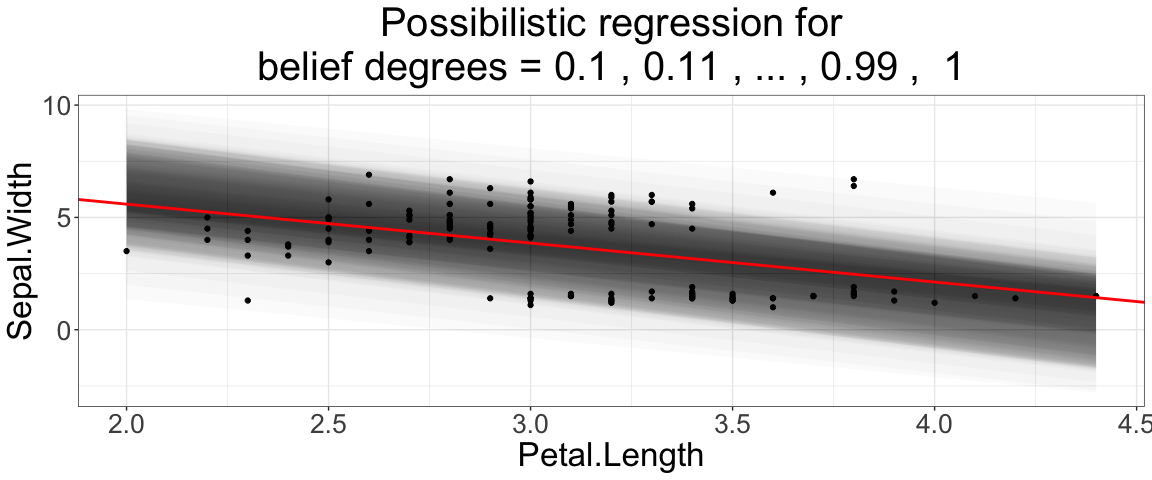 Possibilistic regression for
belief degrees = 0.1 , 0.11 , ... , 0.99 ,  1
10
5
0
Sepal.Width
2.0 2.5 3.0 3.5 4.0 4.5
Petal.Length